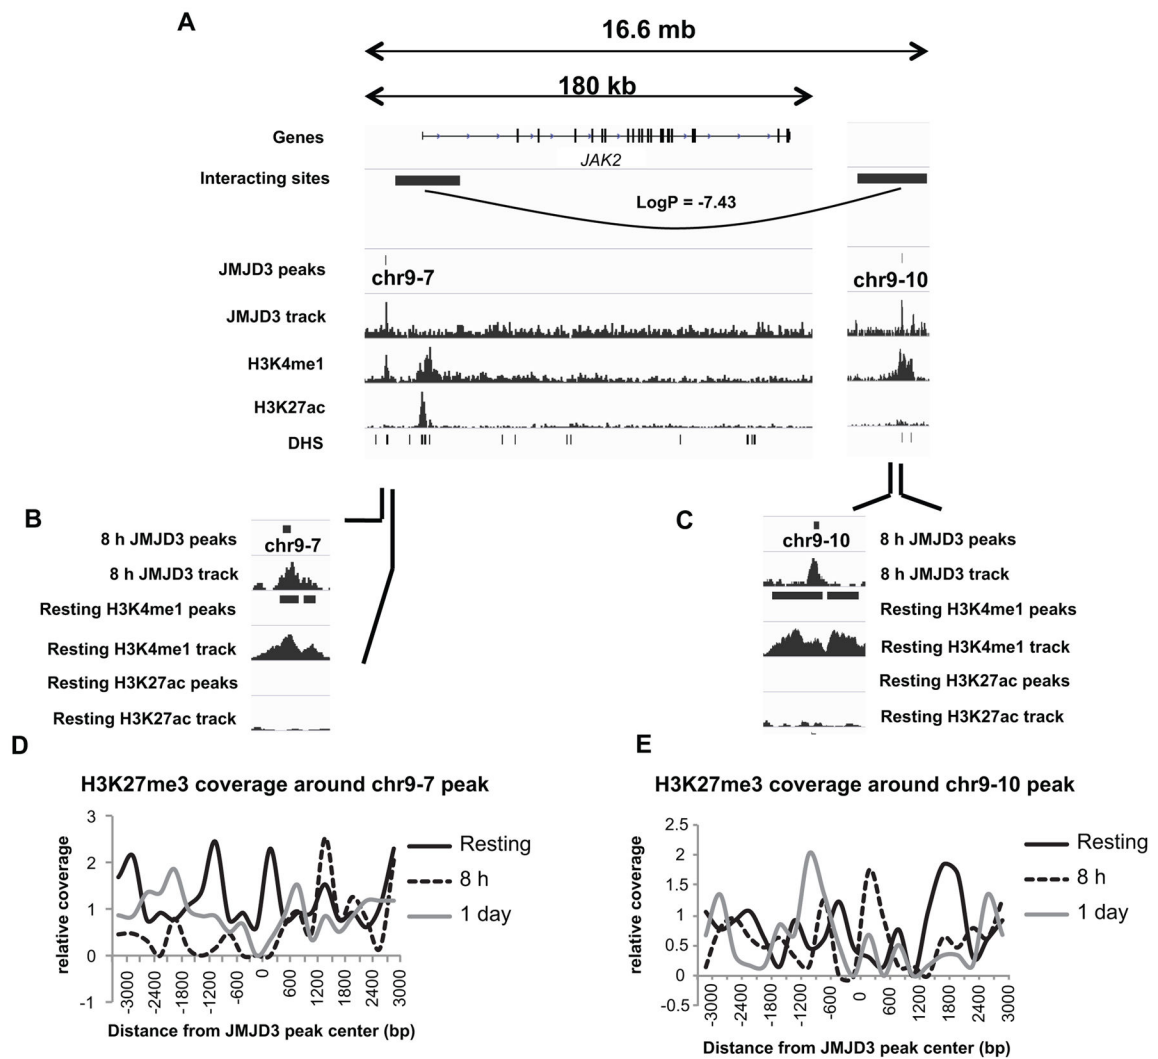 A
16.6 mb
180 kb
Genes
JAK2
Interacting sites
LogP = -7.43
JMJD3 peaks
chr9-7
chr9-10
JMJD3 track
H3K4me1
H3K27ac
DHS
B
8 h JMJD3 peaks
chr9-7
8 h JMJD3 track
Resting H3K4me1 peaks
Resting H3K4me1 track
Resting H3K27ac peaks
Resting H3K27ac track
C
chr9-10
8 h JMJD3 peaks
8 h JMJD3 track
Resting H3K4me1 peaks
Resting H3K4me1 track
Resting H3K27ac peaks
Resting H3K27ac track
D
H3K27me3 coverage around chr9-7 peak
relative coverage
3
2
1
0
-1
-3000
-2400
-1800
-1200
-600
0
600
1200
1800
2400
3000
Distance from JMJD3 peak center (bp)
Resting
8 h
1 day
E
H3K27me3 coverage around chr9-10 peak
relative coverage
2.5
2
1.5
1
0.5
0
-0.5
-3000
-2400
-1800
-1200
-600
0
600
1200
1800
2400
3000
Distance from JMJD3 peak center (bp)
Resting
8 h
1 day